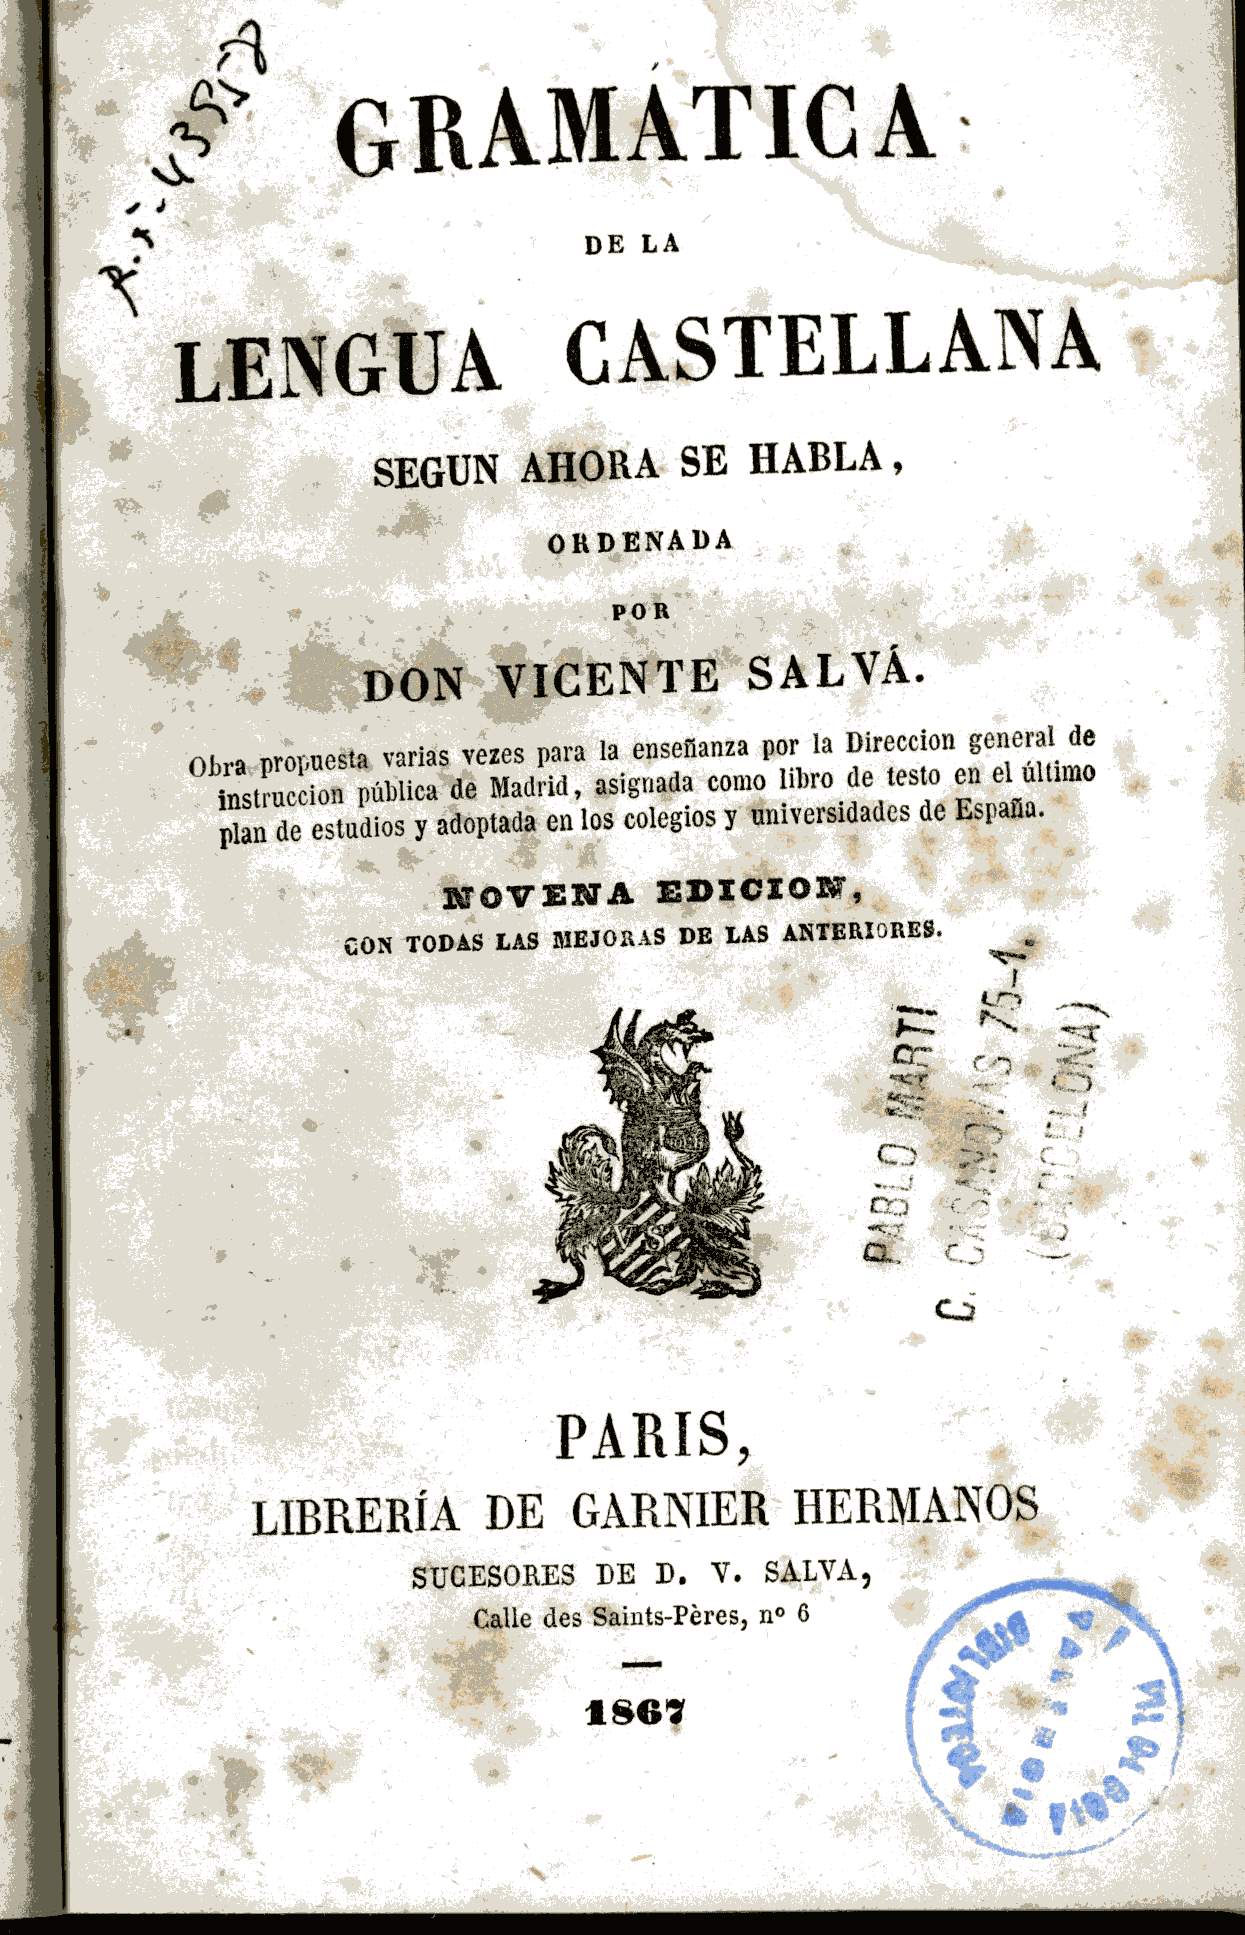 R.F-43558
GRAMÁTICA
DE LA
LENGUA CASTELLANA
SEGUN AHORA SE HABLA,
ORDENADA
POR
DON VICENTE SALVÁ.
Obra propuesta varias vezes para la enseñanza por la Direccion general de
instruccion pública de Madrid, asignada como libro de testo en el último
plan de estudios y adoptada en los colegios y universidades de España.
NOVENA EDICION,
CON TODAS LAS MEJORAS DE LAS ANTERIORES.
PABLO MARTI
C. CASANOVAS 75-1.
(BARCELONA)
PARIS,
LIBRERÍA DE GARNIER HERMANOS
SUCESORES DE D. V. SALVA,
Calle des Saints-Pères, nº 6
1867
BIBLIOTECA
FILOLOGIA